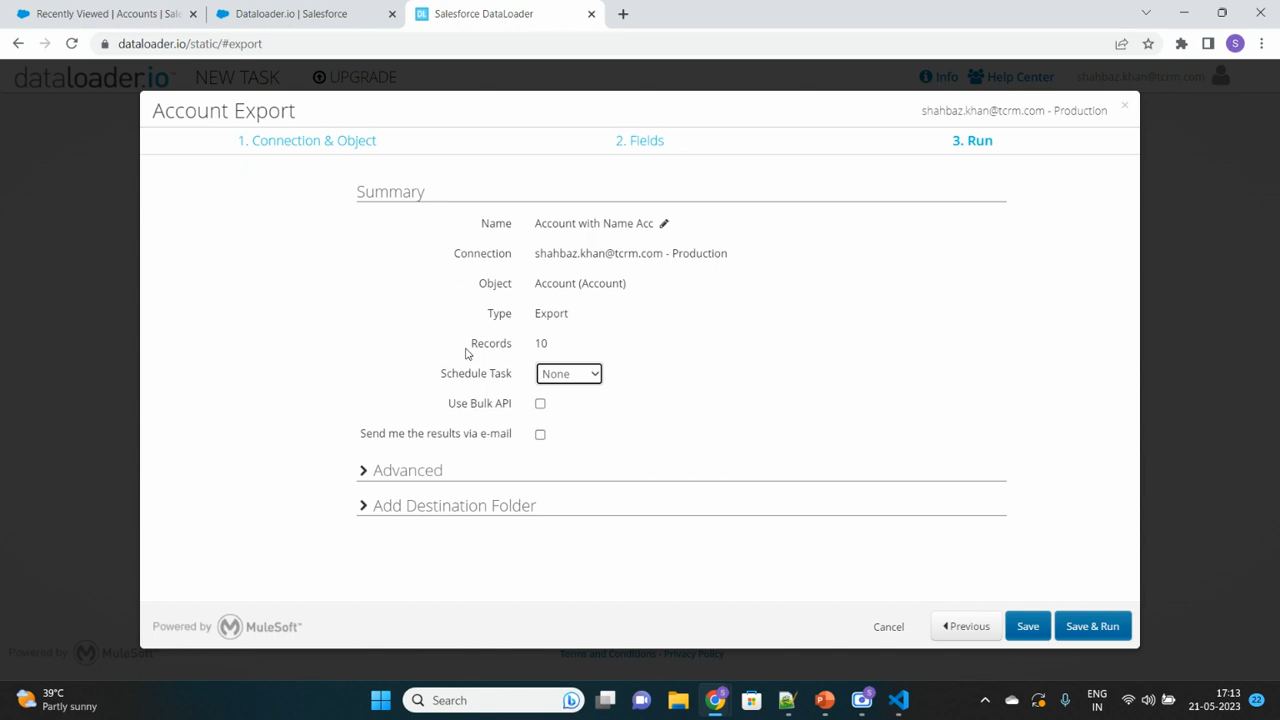 Recently Viewed | Accounts | Sale
Dataloader.io | Salesforce
DL
Salesforce DataLoader
dataloader.io/static/#export
S
dataloader.io
NEW TASK
UPGRADE
Info
Help Center
shahbaz.khan@tcrm.com
Account Export
shahbaz.khan@tcrm.com - Production
1. Connection & Object
2. Fields
3. Run
Summary
Name
Account with Name Acc
Connection
shahbaz.khan@tcrm.com - Production
Object
Account (Account)
Type
Export
Records
10
Schedule Task
None
Use Bulk API
Send me the results via e-mail
Advanced
Add Destination Folder
Powered by MuleSoft™
Cancel
Previous
Save
Save & Run
Powered by MuleSoft
Terms and Conditions - Privacy Policy
39°C
Partly sunny
Search
ENG
IN
17:13
21-05-2023
22